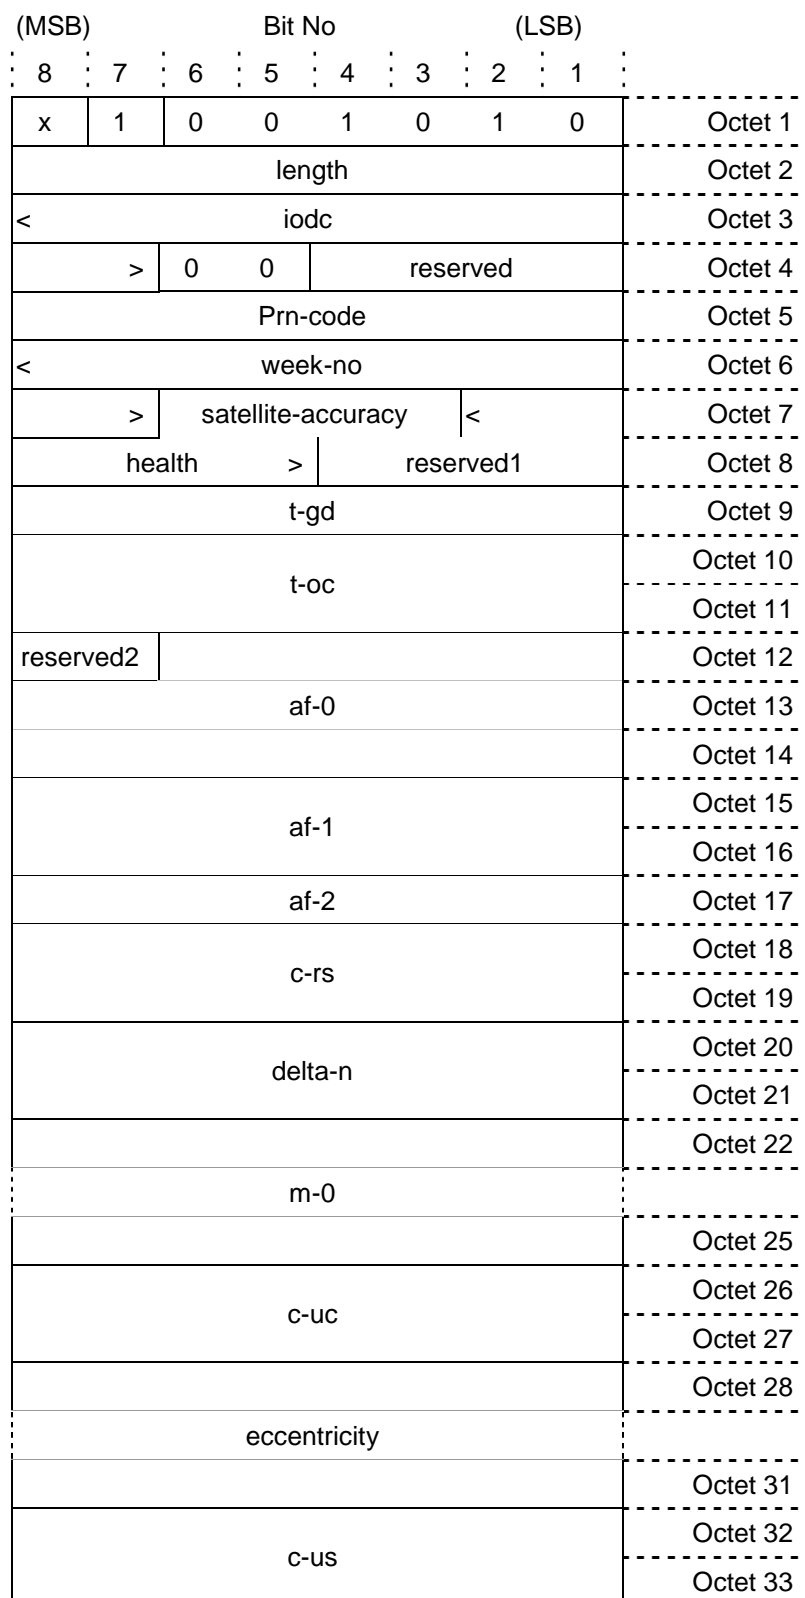 (MSB) Bit No (LSB)
8 7 6 5 4 3 2 1
x 1 0 0 1 0 1 0 Octet 1
length Octet 2
< iodc Octet 3
> 0 0 reserved Octet 4
Prn-code Octet 5
< week-no Octet 6
> satellite-accuracy < Octet 7
health > reserved1 Octet 8
t-gd Octet 9
Octet 10
t-oc
Octet 11
reserved2 Octet 12
af-0 Octet 13
Octet 14
Octet 15
af-1
Octet 16
af-2 Octet 17
Octet 18
c-rs
Octet 19
Octet 20
delta-n
Octet 21
Octet 22
m-0
Octet 25
Octet 26
c-uc
Octet 27
Octet 28
eccentricity
Octet 31
Octet 32
c-us
Octet 33